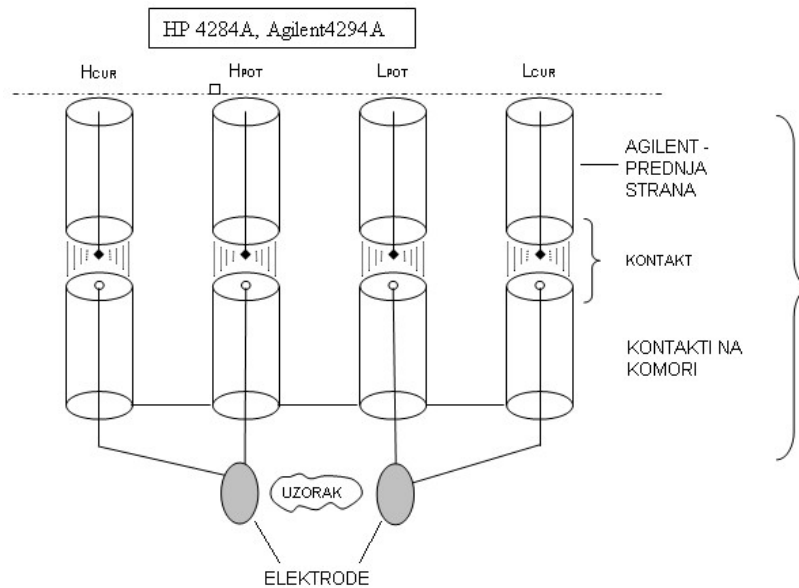 HP 4284A, Agilent4294A
HCUR HPOT LPOT LCUR
AGILENT -
PREDNJA
STRANA
KONTAKT
KONTAKTI NA
KOMORI
UZORAK
ELEKTRODE